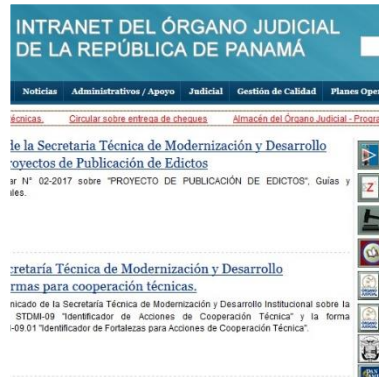 INTRANET DEL ÓRGANO JUDICIAL
DE LA REPÚBLICA DE PANAMÁ
Noticias Administrativos / Apoyo Judicial Gestión de Calidad Planes Oper
écnicas. Circular sobre entrega de cheques Almacén del Órgano Judicial - Progra
de la Secretaria Técnica de Modernización y Desarrollo
royectos de Publicación de Edictos
ar N° 02-2017 sobre "PROYECTO DE PUBLICACIÓN DE EDICTOS", Guías y
ales.
cretaría Técnica de Modernización y Desarrollo
rmas para cooperación técnicas.
nicado de la Secretaría Técnica de Modernización y Desarrollo Institucional sobre la
STDMI-09 "Identificador de Acciones de Cooperación Técnica" y la forma
I-09.01 "Identificador de Fortalezas para Acciones de Cooperación Técnica".